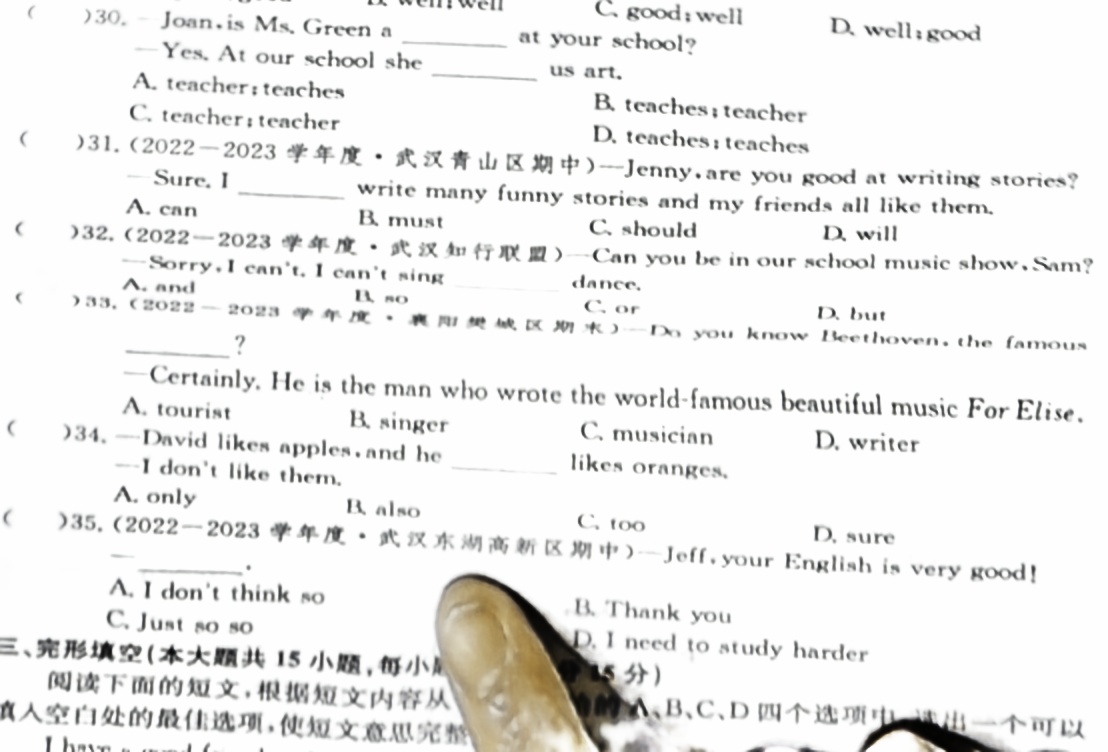 well; well C. good; well D. well; good
( )30. — Joan, is Ms. Green a ________ at your school?
— Yes. At our school she ________ us art.
A. teacher; teaches B. teaches; teacher
C. teacher; teacher D. teaches; teaches
( )31. (2022—2023 学年度·武汉青山区期中)—Jenny, are you good at writing stories?
— Sure. I ________ write many funny stories and my friends all like them.
A. can B. must C. should D. will
( )32. (2022—2023 学年度·武汉知行联盟)—Can you be in our school music show, Sam?
—Sorry, I can't. I can't sing ________ dance.
A. and B. so C. or D. but
( )33. (2022—2023 学年度·襄阳樊城区期末)—Do you know Beethoven, the famous
________?
—Certainly. He is the man who wrote the world-famous beautiful music For Elise.
A. tourist B. singer C. musician D. writer
( )34. —David likes apples, and he ________ likes oranges.
—I don't like them.
A. only B. also C. too D. sure
( )35. (2022—2023 学年度·武汉东湖高新区期中)—Jeff, your English is very good!
—________.
A. I don't think so B. Thank you
C. Just so so D. I need to study harder
三、完形填空(本大题共 15 小题,每小 15 分)
阅读下面的短文,根据短文内容从 A、B、C、D 四个选项中 选出一个可以
填入空白处的最佳选项,使短文意思完整
I have a